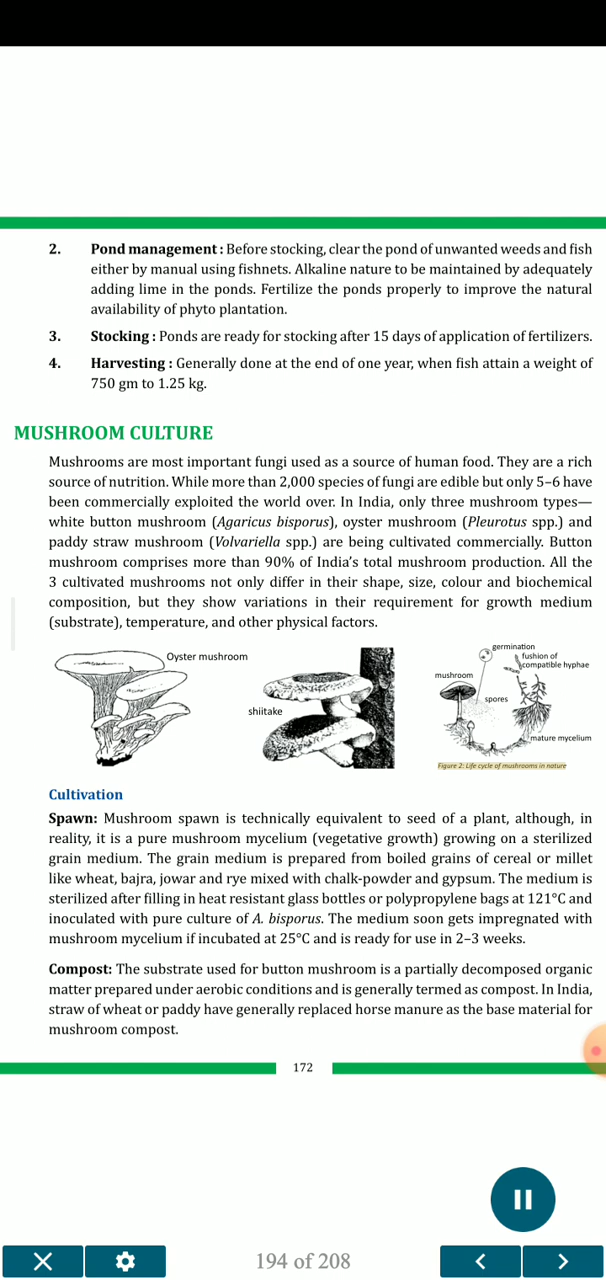 2. Pond management : Before stocking, clear the pond of unwanted weeds and fish
either by manual using fishnets. Alkaline nature to be maintained by adequately
adding lime in the ponds. Fertilize the ponds properly to improve the natural
availability of phyto plantation.
3. Stocking : Ponds are ready for stocking after 15 days of application of fertilizers.
4. Harvesting : Generally done at the end of one year, when fish attain a weight of
750 gm to 1.25 kg.
MUSHROOM CULTURE
Mushrooms are most important fungi used as a source of human food. They are a rich
source of nutrition. While more than 2,000 species of fungi are edible but only 5–6 have
been commercially exploited the world over. In India, only three mushroom types—
white button mushroom (Agaricus bisporus), oyster mushroom (Pleurotus spp.) and
paddy straw mushroom (Volvariella spp.) are being cultivated commercially. Button
mushroom comprises more than 90% of India's total mushroom production. All the
3 cultivated mushrooms not only differ in their shape, size, colour and biochemical
composition, but they show variations in their requirement for growth medium
(substrate), temperature, and other physical factors.
Oyster mushroom
shiitake
germination
fushion of
compatible hyphae
mushroom
spores
mature mycelium
Figure 2: Life cycle of mushrooms in nature
Cultivation
Spawn: Mushroom spawn is technically equivalent to seed of a plant, although, in
reality, it is a pure mushroom mycelium (vegetative growth) growing on a sterilized
grain medium. The grain medium is prepared from boiled grains of cereal or millet
like wheat, bajra, jowar and rye mixed with chalk-powder and gypsum. The medium is
sterilized after filling in heat resistant glass bottles or polypropylene bags at 121°C and
inoculated with pure culture of A. bisporus. The medium soon gets impregnated with
mushroom mycelium if incubated at 25°C and is ready for use in 2–3 weeks.
Compost: The substrate used for button mushroom is a partially decomposed organic
matter prepared under aerobic conditions and is generally termed as compost. In India,
straw of wheat or paddy have generally replaced horse manure as the base material for
mushroom compost.
172
194 of 208